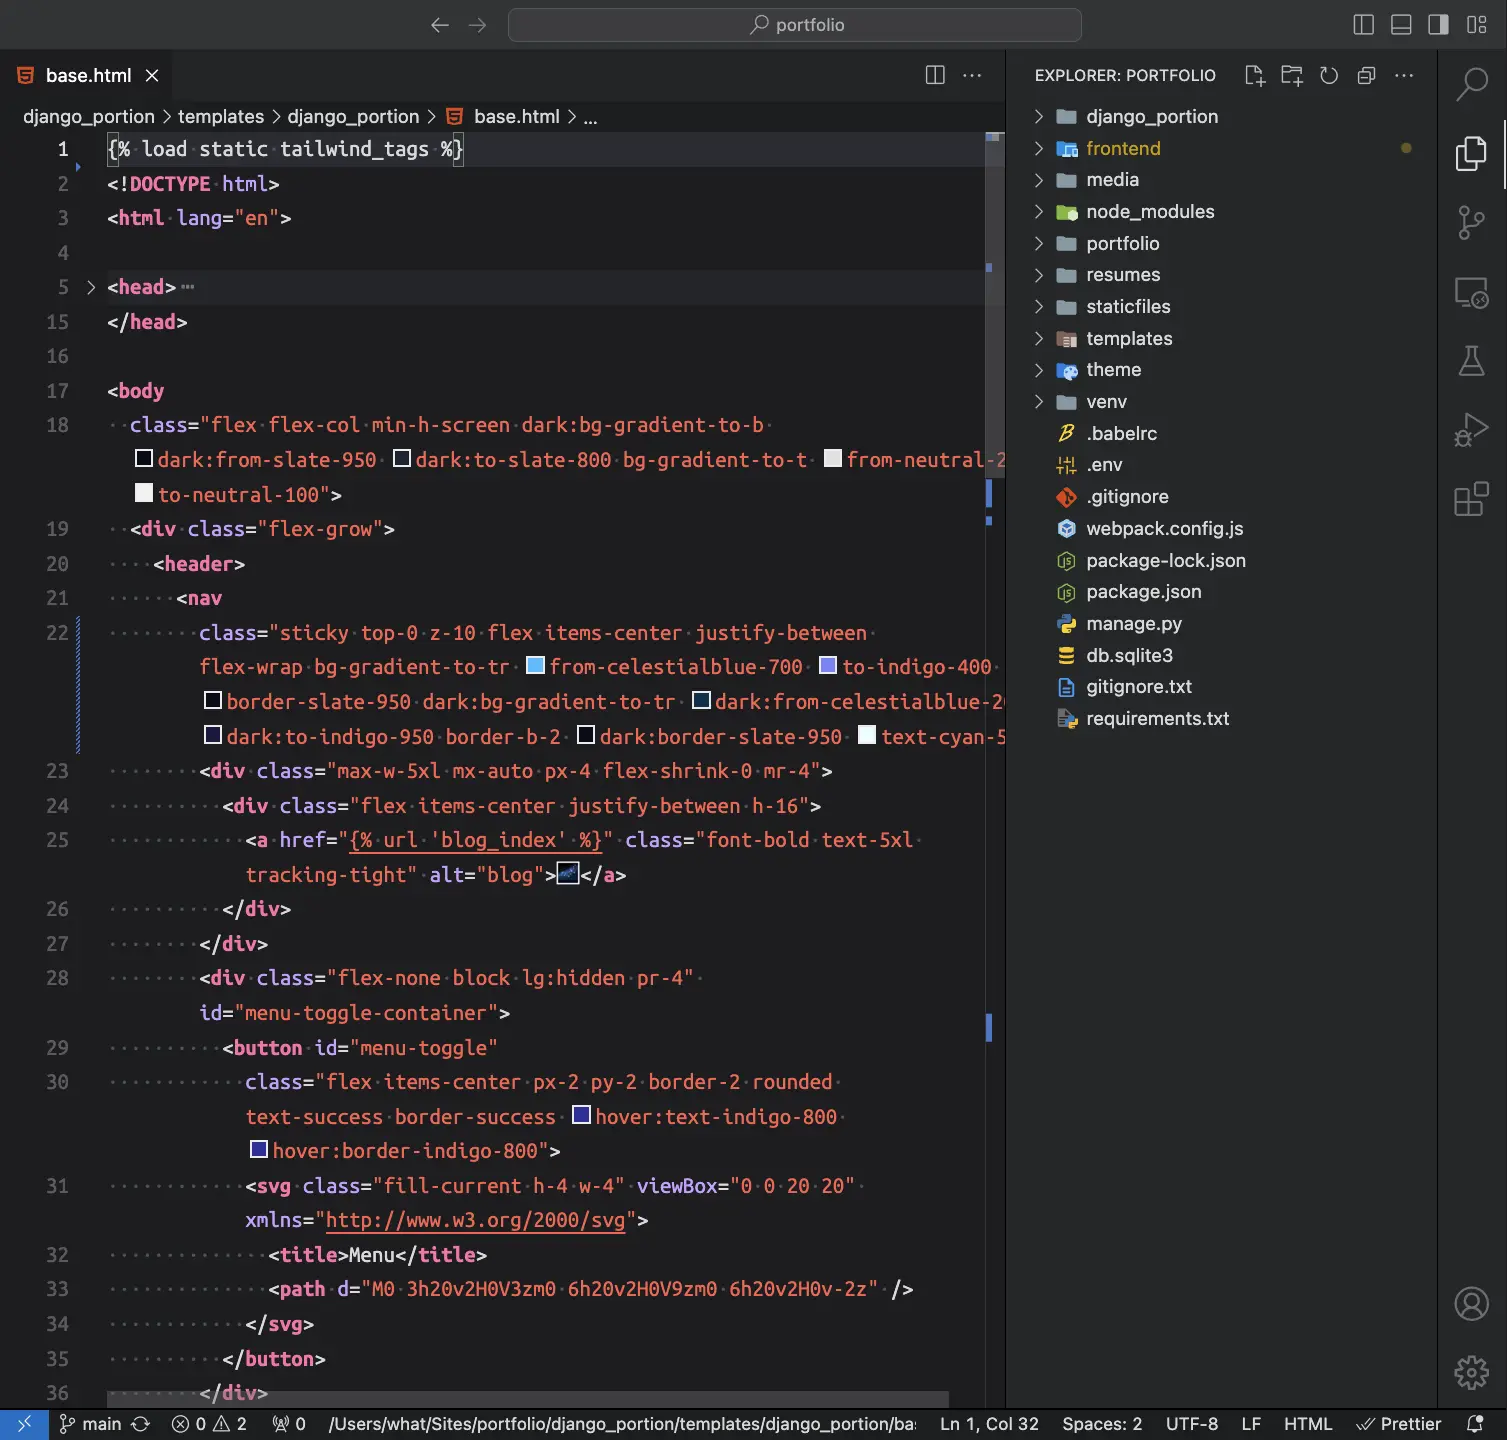 portfolio
base.html
django_portion > templates > django_portion > base.html > ...
1 {% load static tailwind_tags %}
2 <!DOCTYPE html>
3 <html lang="en">
4
5 <head> ⋯
15 </head>
16
17 <body
18 class="flex flex-col min-h-screen dark:bg-gradient-to-b
dark:from-slate-950 dark:to-slate-800 bg-gradient-to-t from-neutral-2
to-neutral-100">
19 <div class="flex-grow">
20 <header>
21 <nav
22 class="sticky top-0 z-10 flex items-center justify-between
flex-wrap bg-gradient-to-tr from-celestialblue-700 to-indigo-400
border-slate-950 dark:bg-gradient-to-tr dark:from-celestialblue-2
dark:to-indigo-950 border-b-2 dark:border-slate-950 text-cyan-5
23 <div class="max-w-5xl mx-auto px-4 flex-shrink-0 mr-4">
24 <div class="flex items-center justify-between h-16">
25 <a href="{% url 'blog_index' %}" class="font-bold text-5xl
tracking-tight" alt="blog">🌌</a>
26 </div>
27 </div>
28 <div class="flex-none block lg:hidden pr-4"
id="menu-toggle-container">
29 <button id="menu-toggle"
30 class="flex items-center px-2 py-2 border-2 rounded
text-success border-success hover:text-indigo-800
hover:border-indigo-800">
31 <svg class="fill-current h-4 w-4" viewBox="0 0 20 20"
xmlns="http://www.w3.org/2000/svg">
32 <title>Menu</title>
33 <path d="M0 3h20v2H0V3zm0 6h20v2H0V9zm0 6h20v2H0v-2z" />
34 </svg>
35 </button>
36 </div>
EXPLORER: PORTFOLIO
django_portion
frontend
media
node_modules
portfolio
resumes
staticfiles
templates
theme
venv
.babelrc
.env
.gitignore
webpack.config.js
package-lock.json
package.json
manage.py
db.sqlite3
gitignore.txt
requirements.txt
main 0 2 0 /Users/what/Sites/portfolio/django_portion/templates/django_portion/ba Ln 1, Col 32 Spaces: 2 UTF-8 LF HTML Prettier